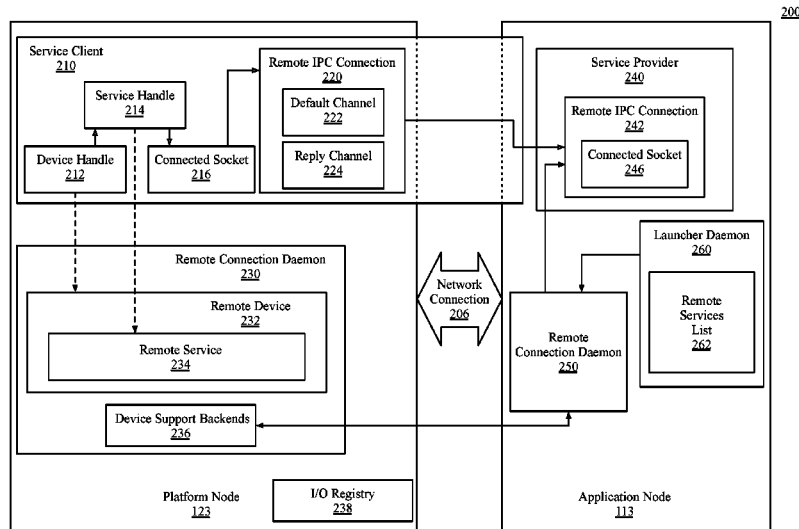 200
Service Client
210
Service Handle
214
Device Handle
212
Connected Socket
216
Remote IPC Connection
220
Default Channel
222
Reply Channel
224
Service Provider
240
Remote IPC Connection
242
Connected Socket
246
Remote Connection Daemon
230
Remote Device
232
Remote Service
234
Device Support Backends
236
Network
Connection
206
Remote
Connection Daemon
250
Launcher Daemon
260
Remote
Services
List
262
Platform Node
123
I/O Registry
238
Application Node
113